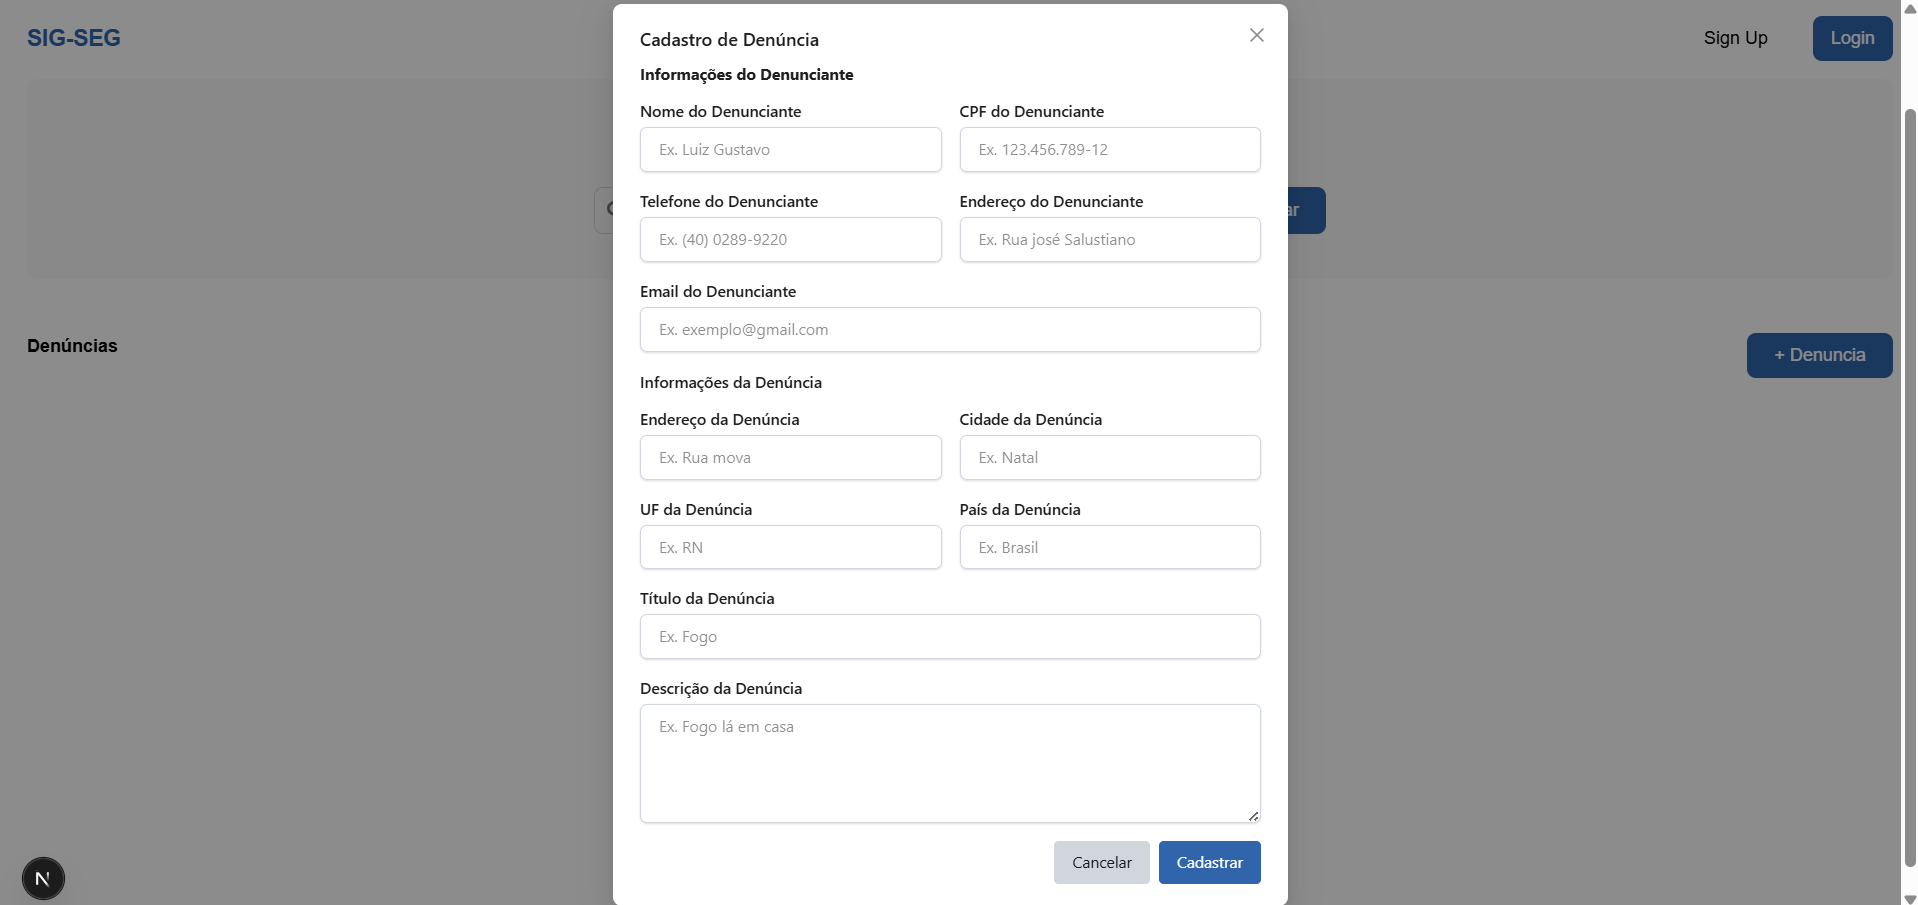 SIG-SEG
Sign Up
Login
Cadastro de Denúncia
Informações do Denunciante
Nome do Denunciante
CPF do Denunciante
Ex. Luiz Gustavo
Ex. 123.456.789-12
Telefone do Denunciante
Endereço do Denunciante
Ex. (40) 0289-9220
Ex. Rua josé Salustiano
ar
Email do Denunciante
Ex. exemplo@gmail.com
Denúncias
+ Denuncia
Informações da Denúncia
Endereço da Denúncia
Cidade da Denúncia
Ex. Rua mova
Ex. Natal
UF da Denúncia
País da Denúncia
Ex. RN
Ex. Brasil
Título da Denúncia
Ex. Fogo
Descrição da Denúncia
Ex. Fogo lá em casa
Cancelar
Cadastrar
N